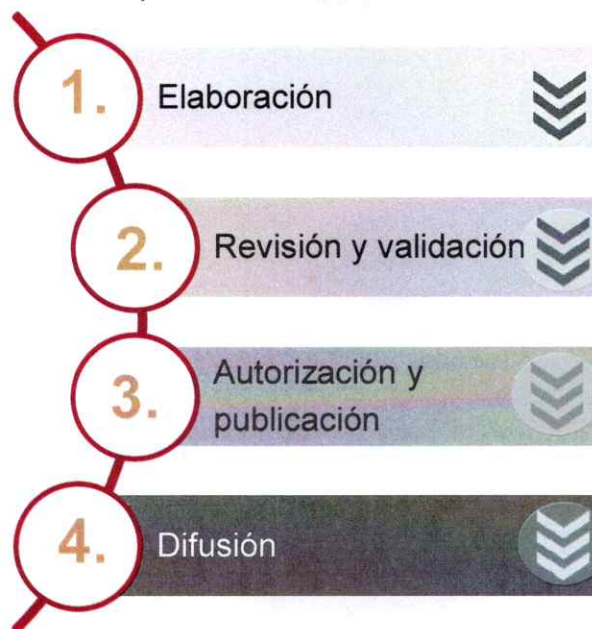 1. Elaboración
2. Revisión y validación
3. Autorización y
publicación
4. Difusión